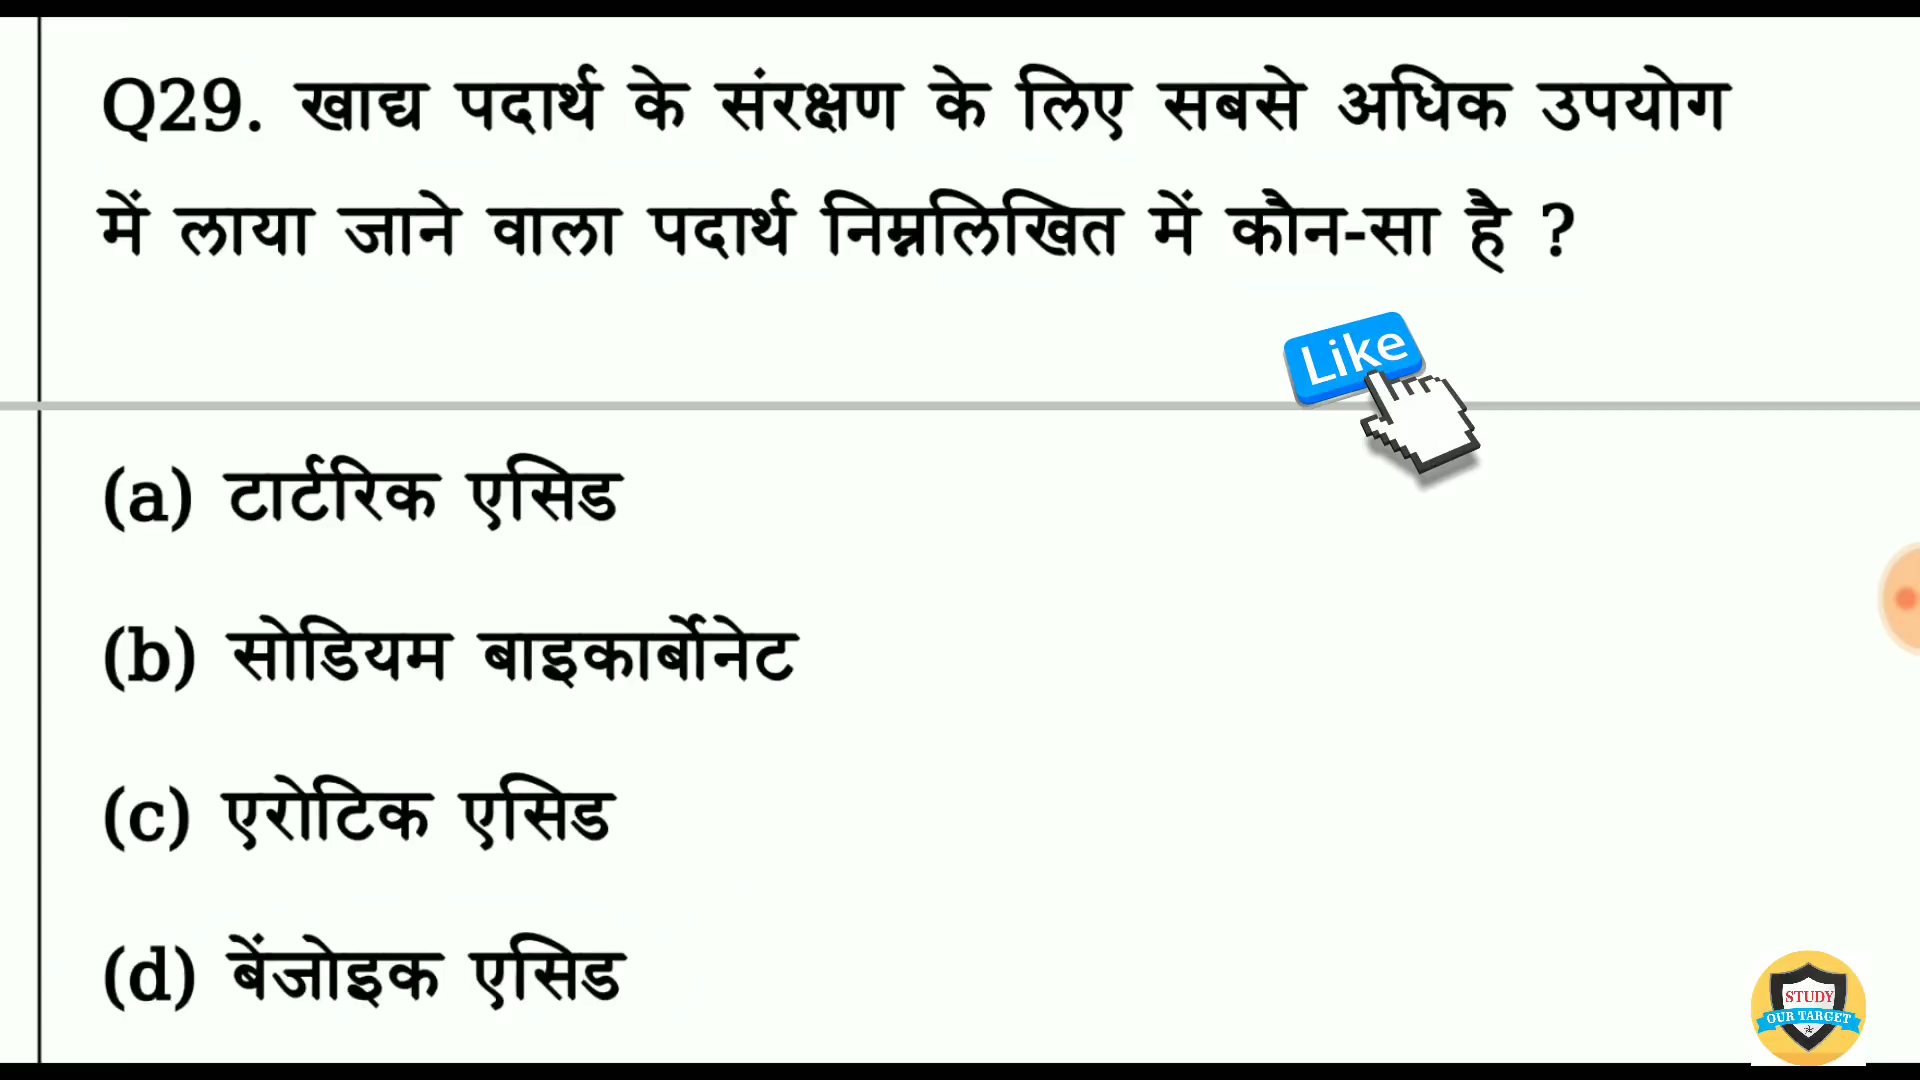 Q29. खाद्य पदार्थ के संरक्षण के लिए सबसे अधिक उपयोग
में लाया जाने वाला पदार्थ निम्नलिखित में कौन-सा है ?
Like
(a) टार्टरिक एसिड
(b) सोडियम बाइकार्बोनेट
(c) एरोटिक एसिड
(d) बेंजोइक एसिड
STUDY
OUR TARGET